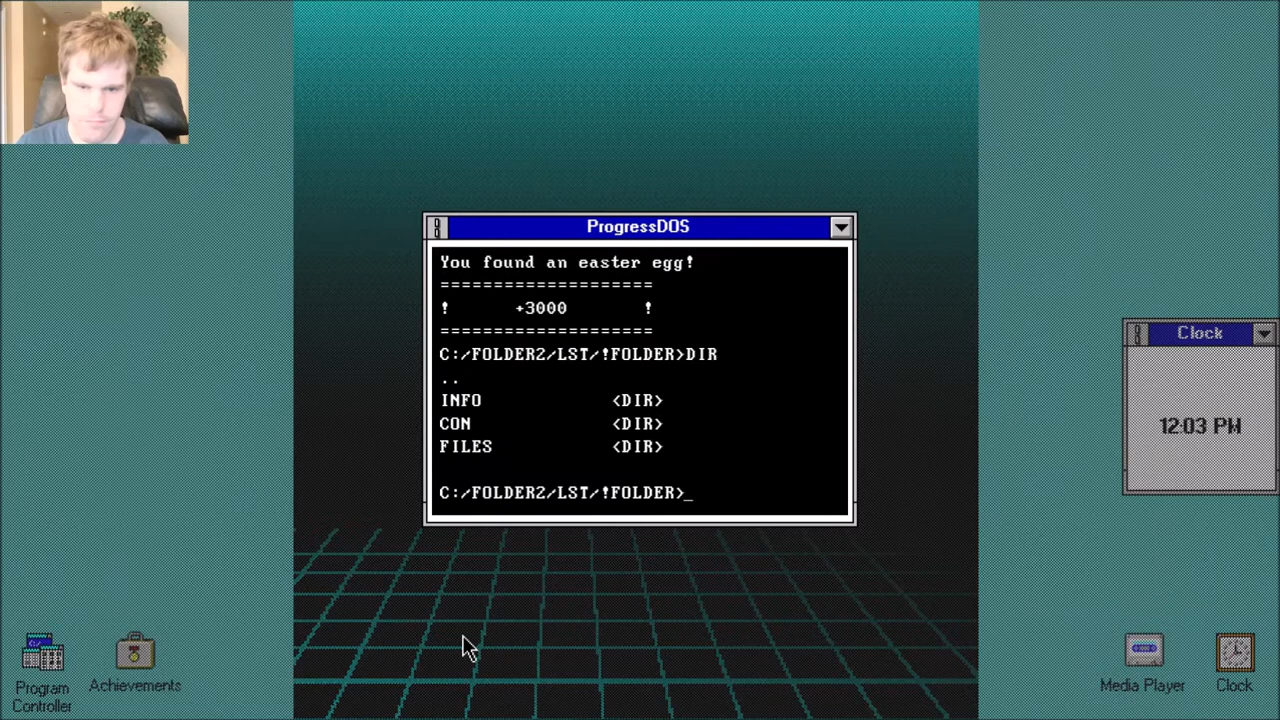 ProgressDOS
You found an easter egg!
====================
! +3000 !
====================
C:/FOLDER2/LST/!FOLDER>DIR
..
INFO <DIR>
CON <DIR>
FILES <DIR>
C:/FOLDER2/LST/!FOLDER>_
Clock
12:03 PM
Program
Controller
Achievements
Media Player
Clock